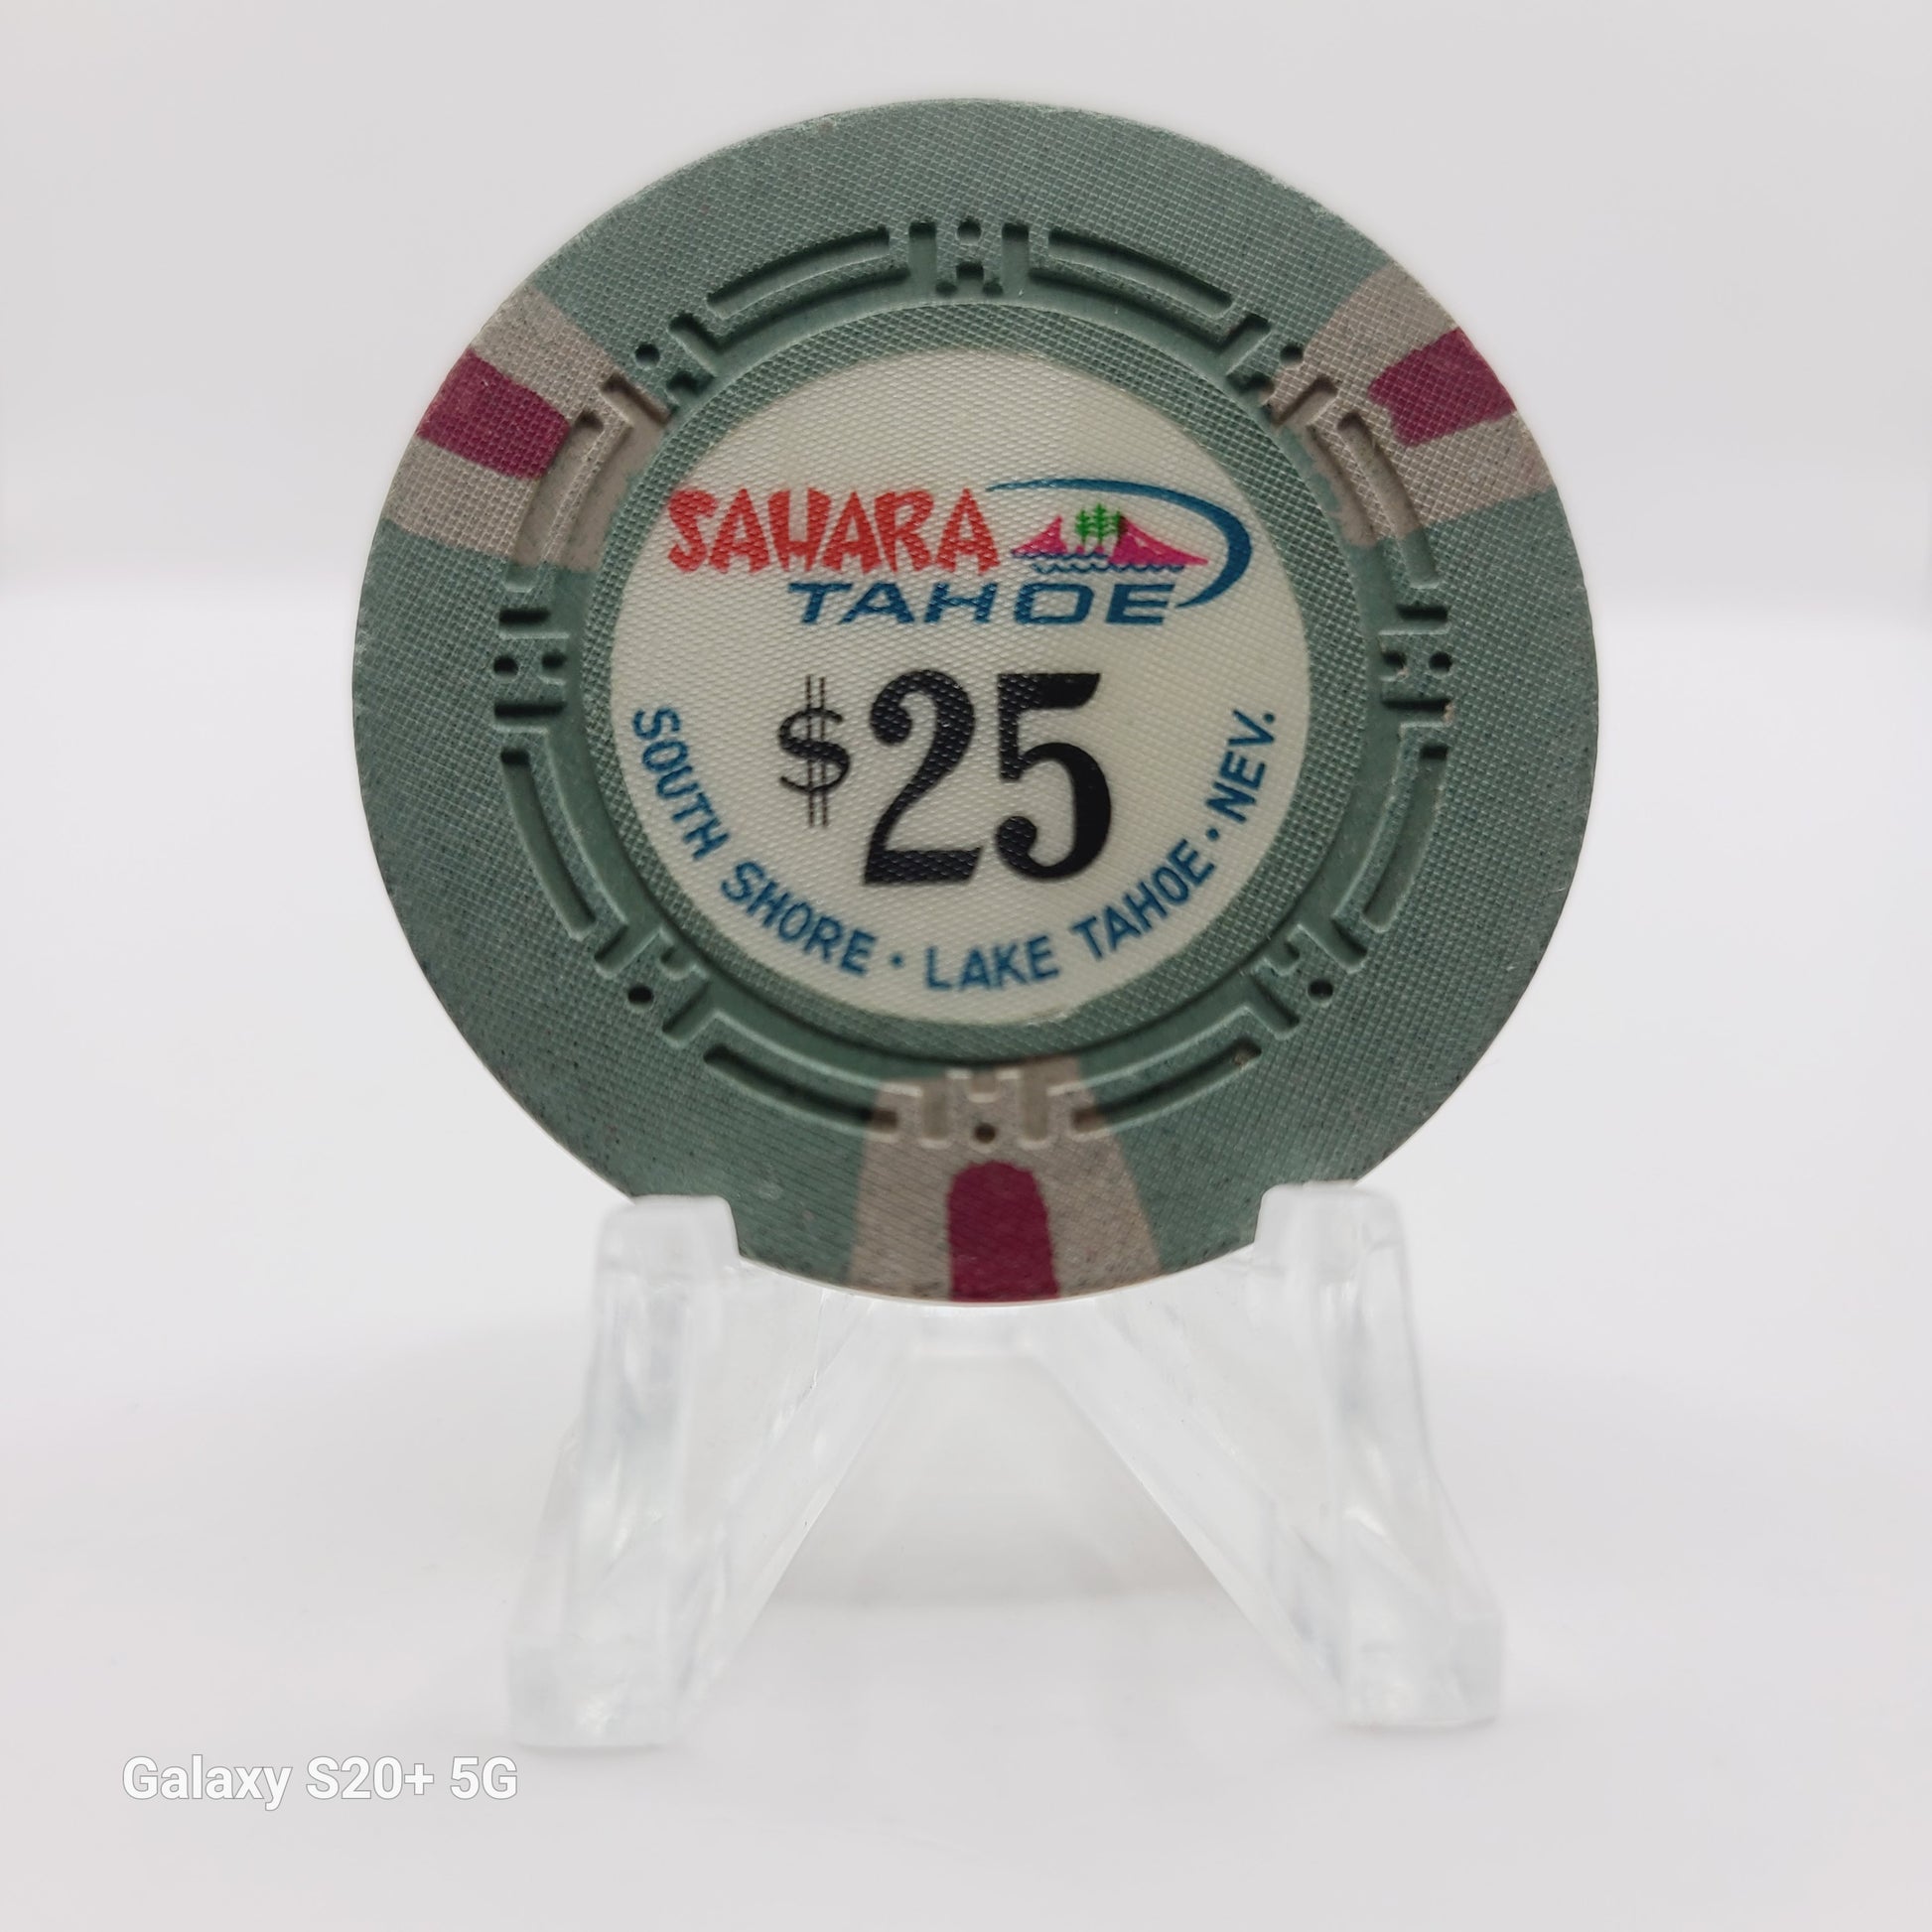 SAHARA
TAHOE
$25
SOUTH SHORE • LAKE TAHOE • NEV.
Galaxy S20+ 5G